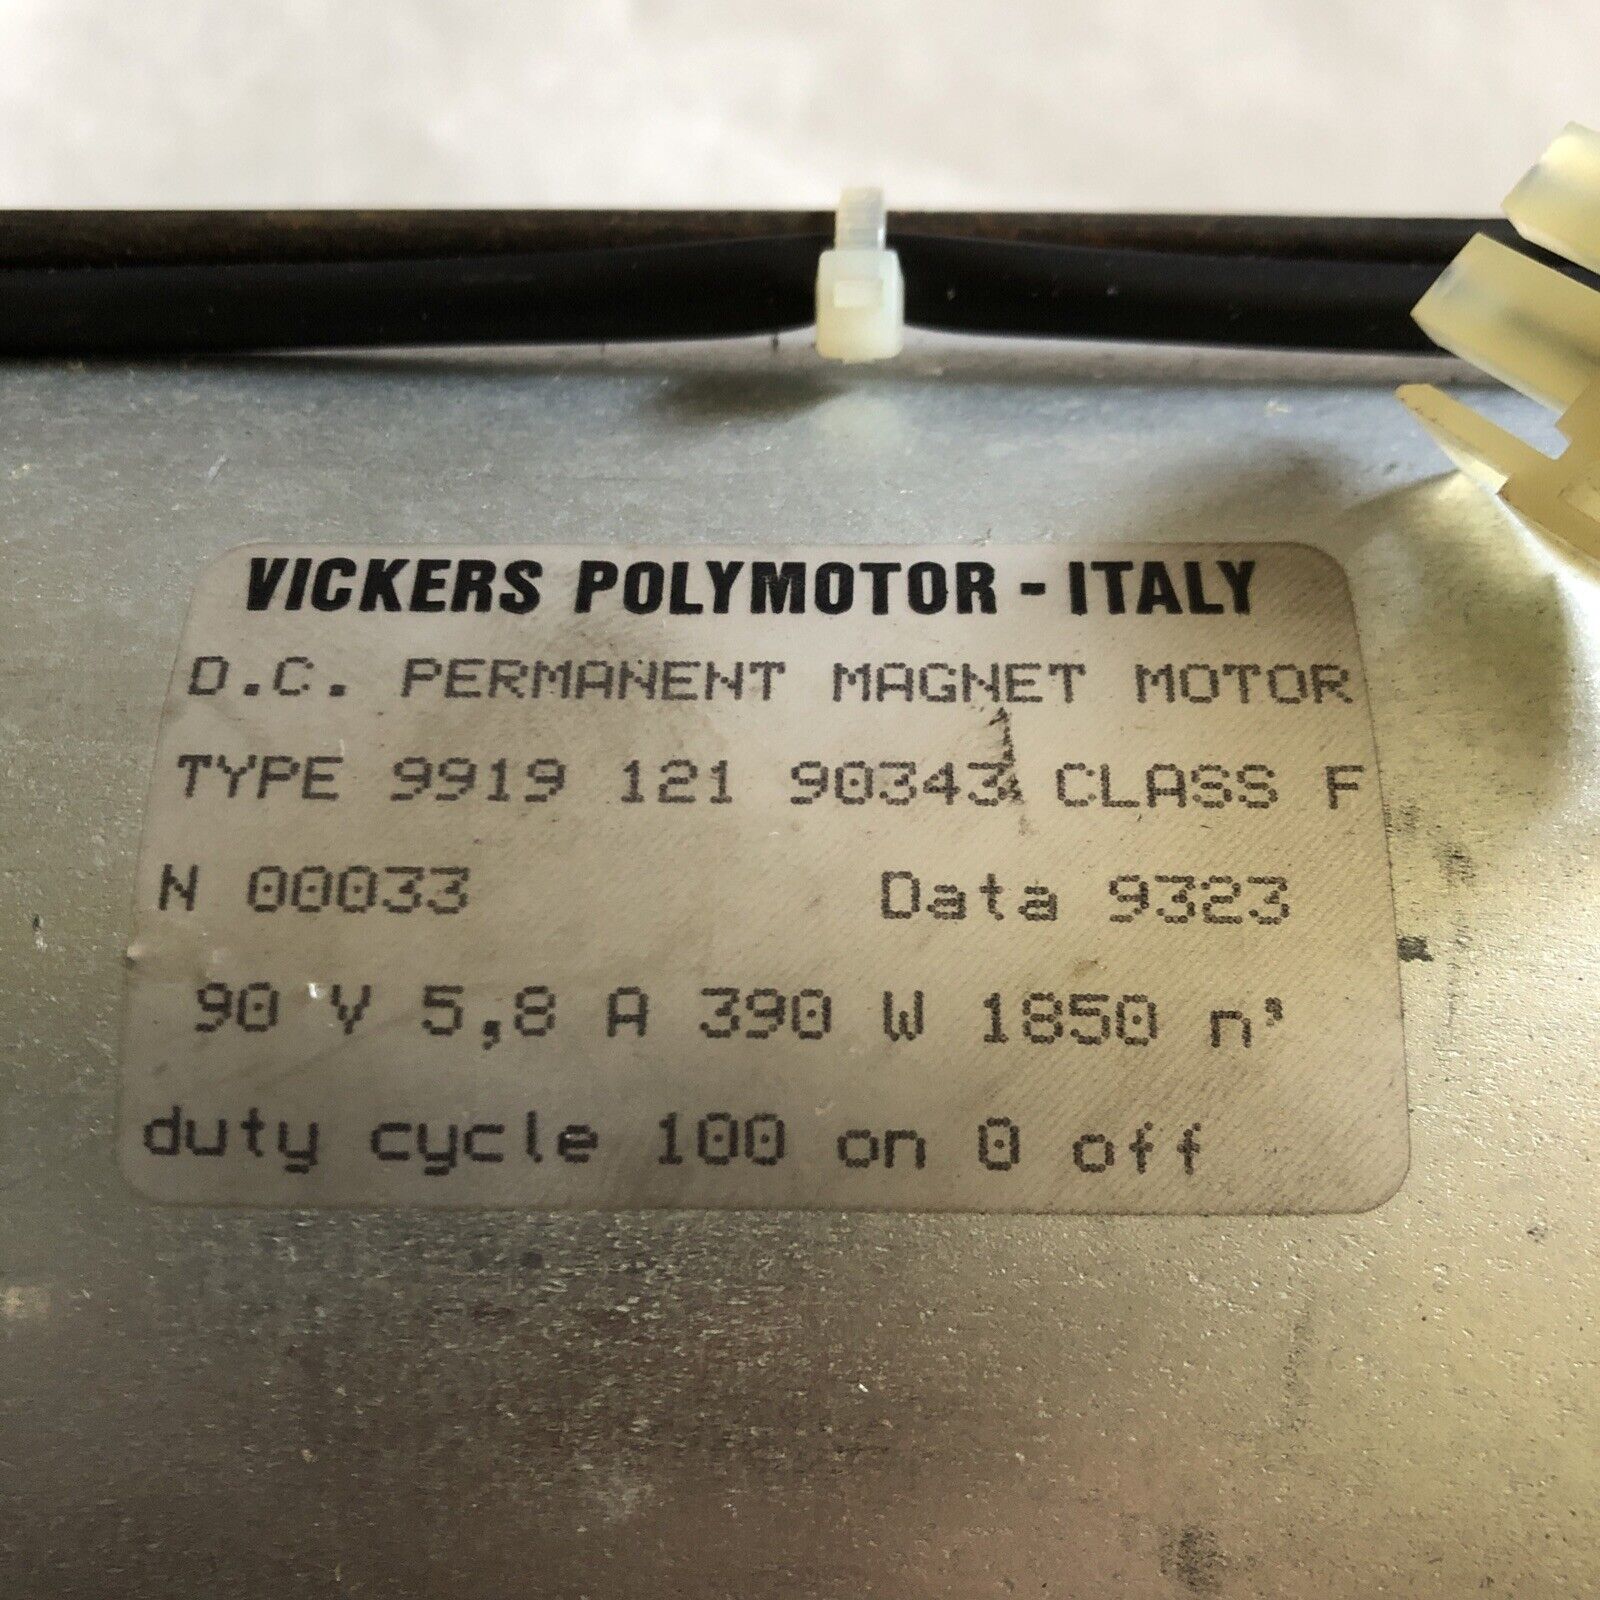 VICKERS POLYMOTOR - ITALY
D.C. PERMANENT MAGNET MOTOR
TYPE 9919 121 90343 CLASS F
N 00033 Data 9323
90 V 5,8 A 390 W 1850 n'
duty cycle 100 on 0 off